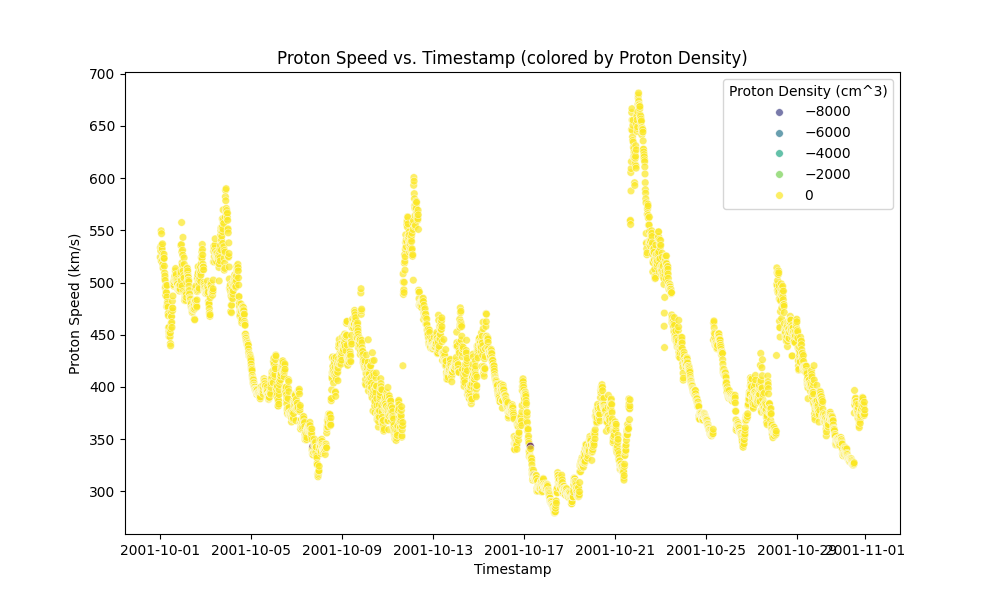 Proton Speed vs. Timestamp (colored by Proton Density)
700
650
600
550
500
450
400
350
300
Proton Speed (km/s)
Proton Density (cm^3)
−8000
−6000
−4000
−2000
0
2001-10-01 2001-10-05 2001-10-09 2001-10-13 2001-10-17 2001-10-21 2001-10-25 2001-10-29 2001-11-01
Timestamp